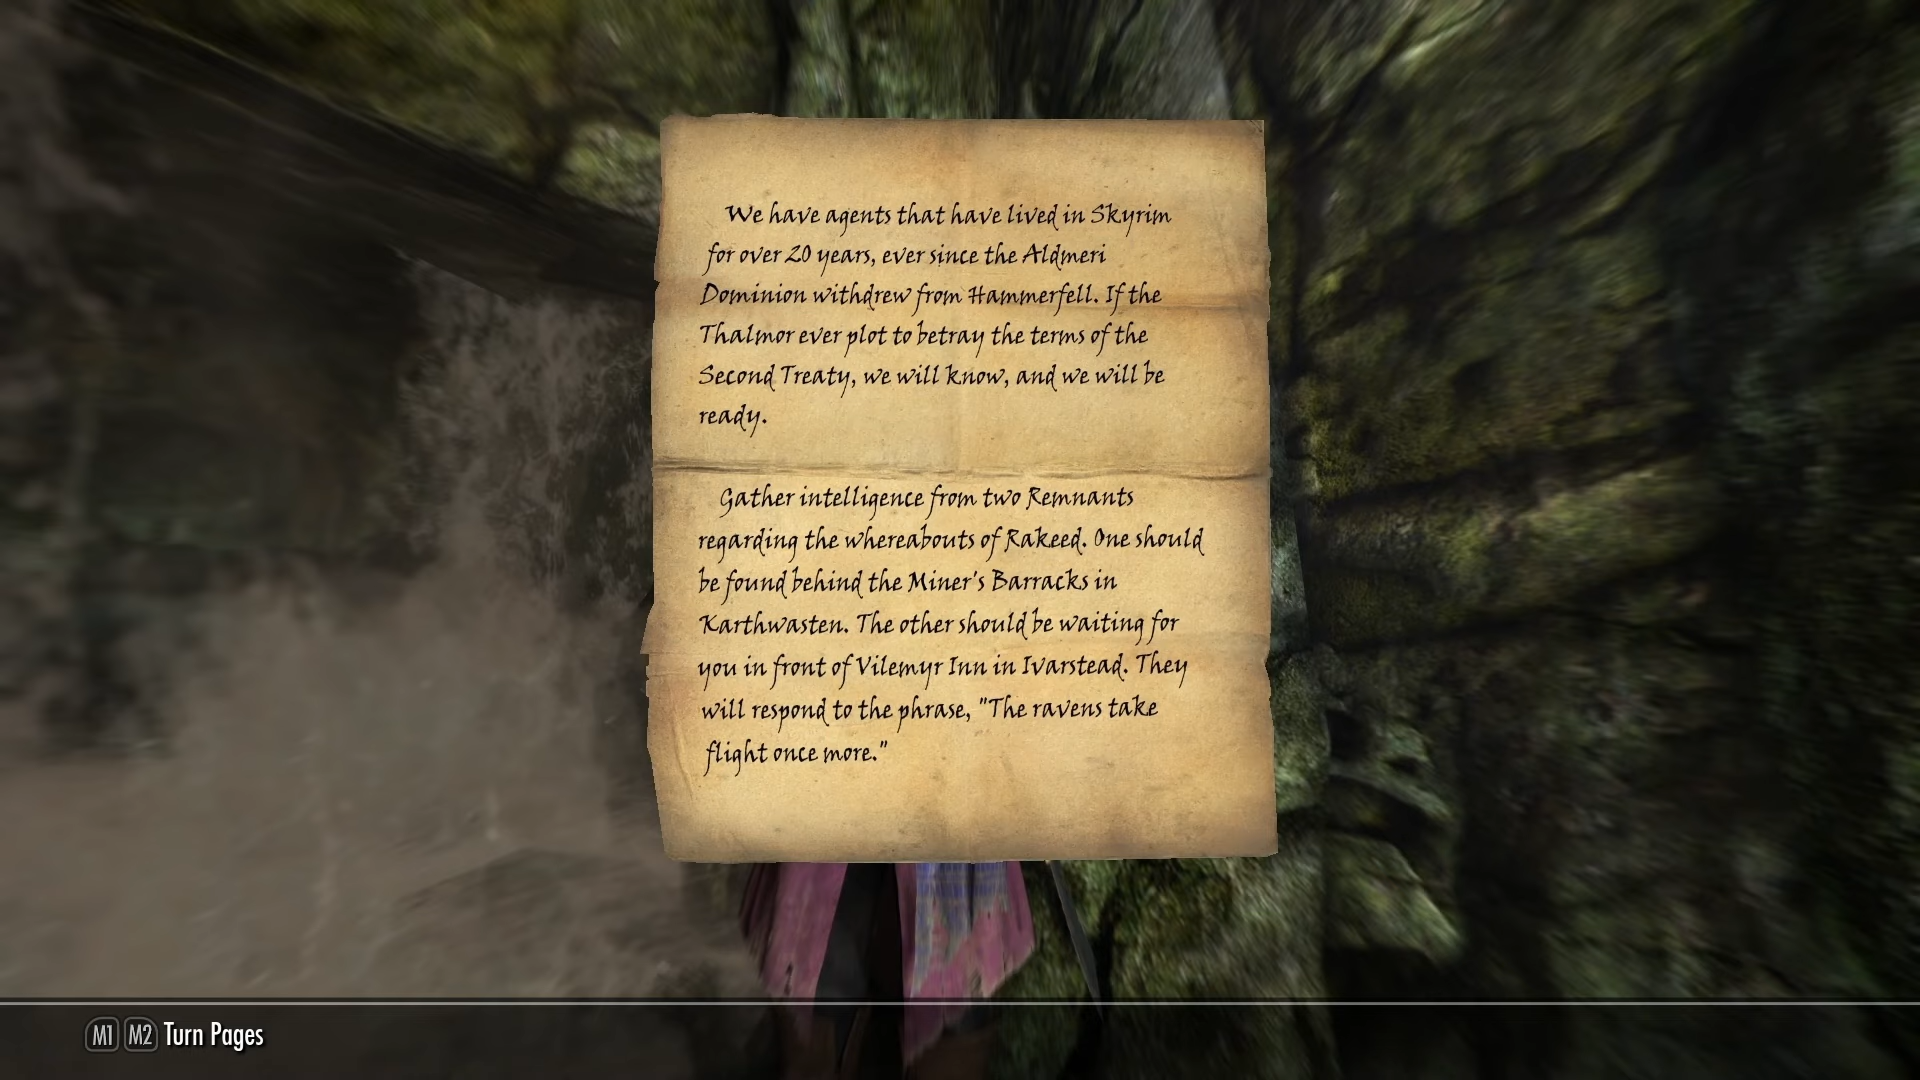 We have agents that have lived in Skyrim
for over 20 years, ever since the Aldmeri
Dominion withdrew from Hammerfell. If the
Thalmor ever plot to betray the terms of the
Second Treaty, we will know, and we will be
ready.
Gather intelligence from two Remnants
regarding the whereabouts of Rakeed. One should
be found behind the Miner's Barracks in
Karthwasten. The other should be waiting for
you in front of Vilemyr Inn in Ivarstead. They
will respond to the phrase, "The ravens take
flight once more."
M1 M2 Turn Pages